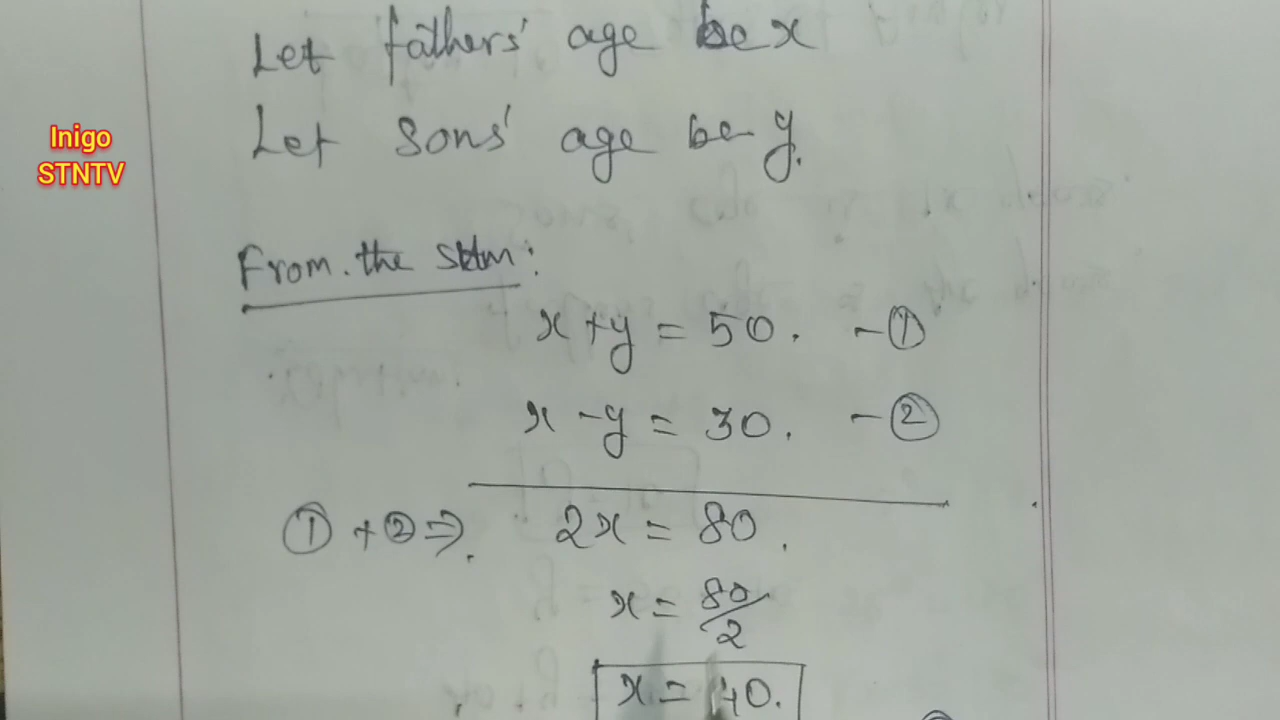 Inigo
STNTV
Let fathers' age be x
Let Sons' age be y.
From. the Stm:
x + y = 50. - ①
x - y = 30. - ②
① + ② ⇒. 2x = 80.
x = 80/2
x = 40.